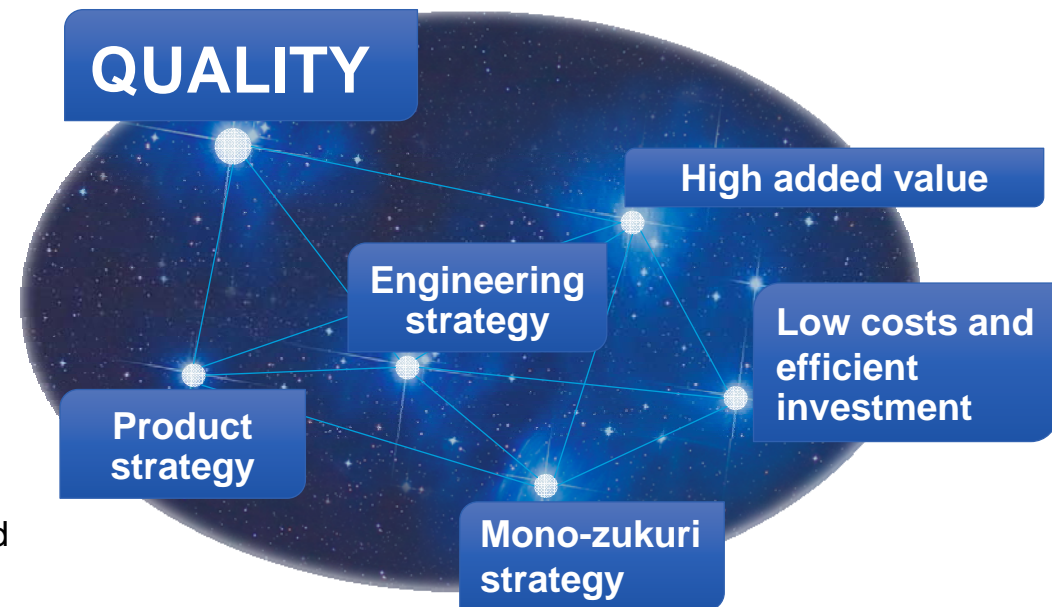 QUALITY
High added value
Engineering
strategy
Low costs and
efficient
investment
Product
strategy
Mono-zukuri
strategy